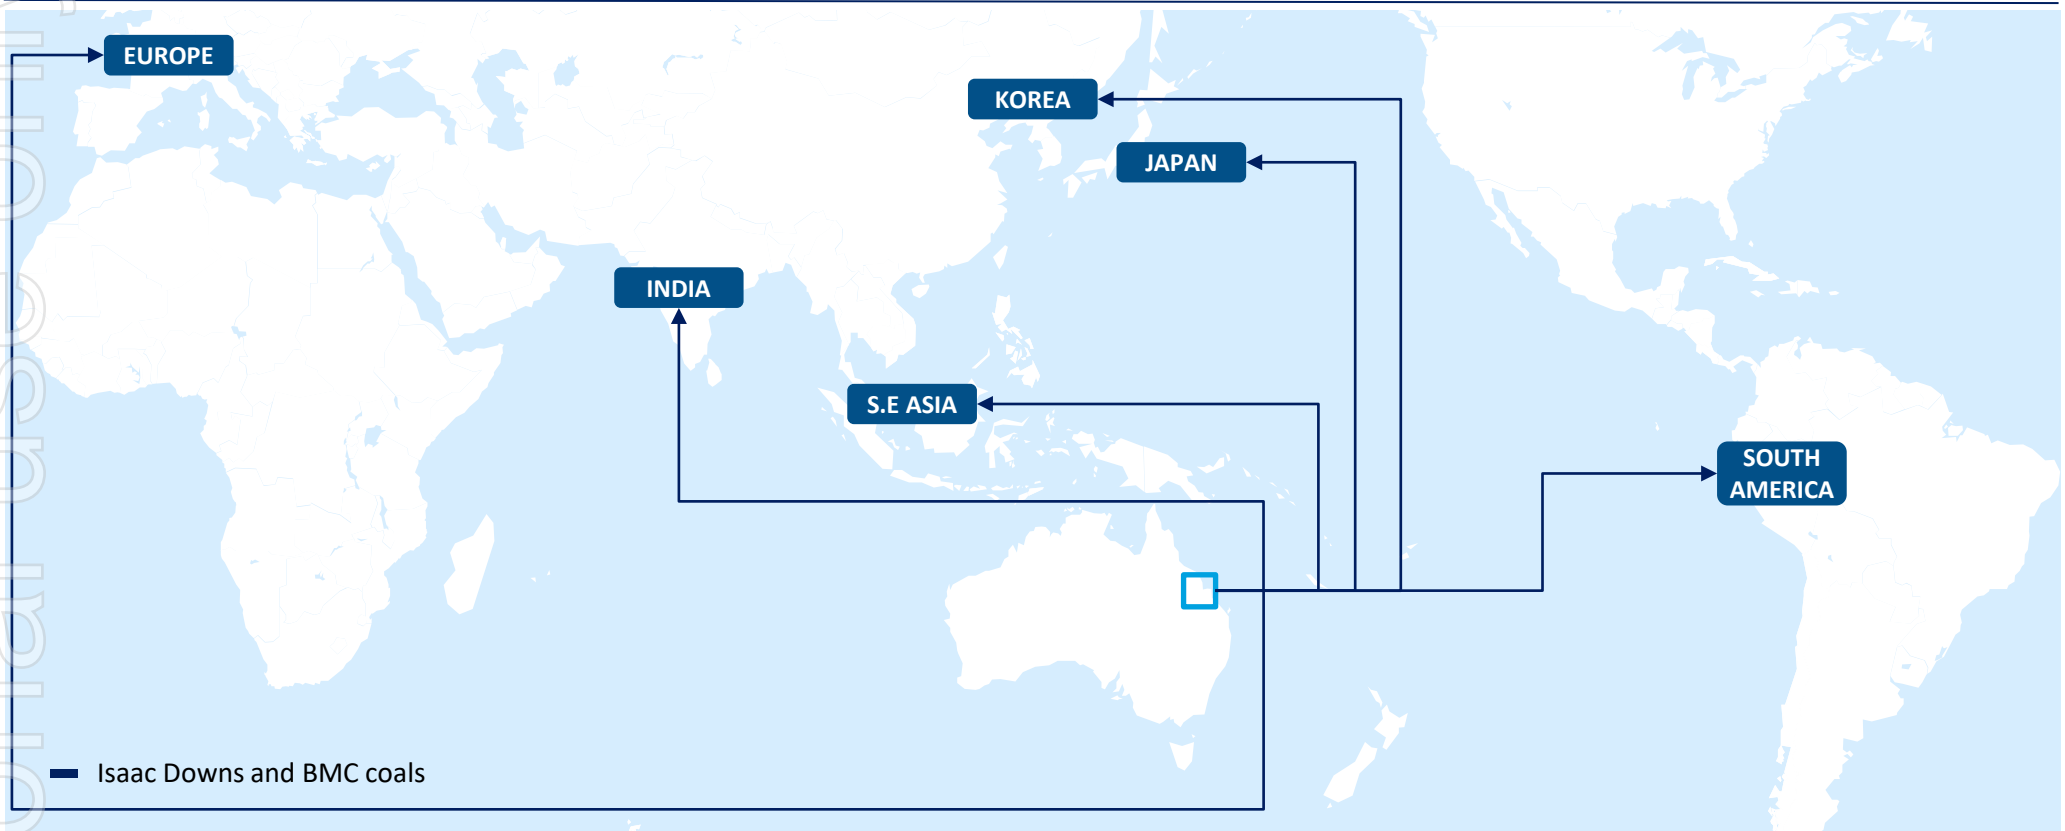 EUROPE
KOREA
JAPAN
INDIA
S.E ASIA
SOUTH
AMERICA
Isaac Downs and BMC coals